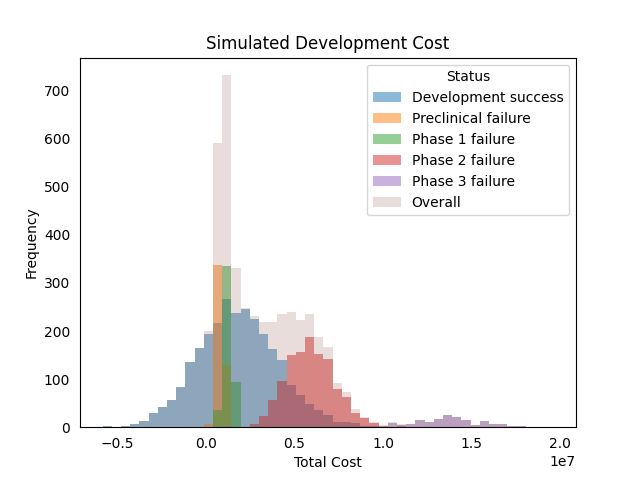 Simulated Development Cost
Status
Development success
Preclinical failure
Phase 1 failure
Phase 2 failure
Phase 3 failure
Overall
Frequency
700
600
500
400
300
200
100
0
−0.5 0.0 0.5 1.0 1.5 2.0
1e7
Total Cost